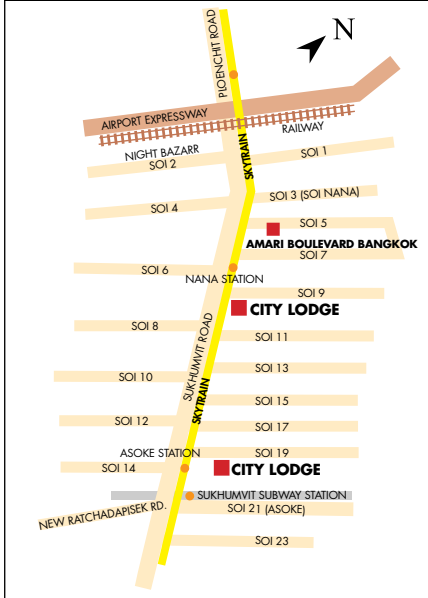 PLOENCHIT ROAD
N
AIRPORT EXPRESSWAY
RAILWAY
NIGHT BAZARR
SOI 2
SOI 1
SKYTRAIN
SOI 3 (SOI NANA)
SOI 4
SOI 5
AMARI BOULEVARD BANGKOK
SOI 7
SOI 6
NANA STATION
SOI 9
CITY LODGE
SOI 8
SUKHUMVIT ROAD
SOI 11
SOI 13
SOI 10
SKYTRAIN
SOI 15
SOI 12
SOI 17
ASOKE STATION
SOI 19
SOI 14
CITY LODGE
SUKHUMVIT SUBWAY STATION
NEW RATCHADAPISEK RD.
SOI 21 (ASOKE)
SOI 23